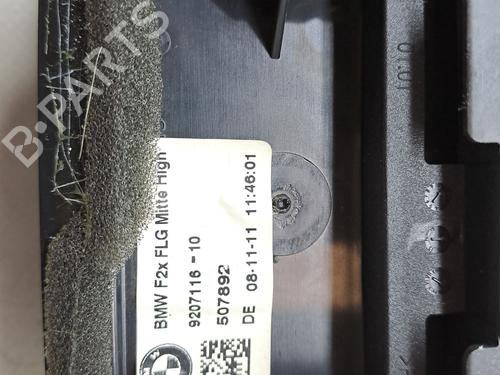 B-PARTS
BMW F2x FLG Mitte High
9207116 - 10
507892
DE 08-11-11 11:46:01